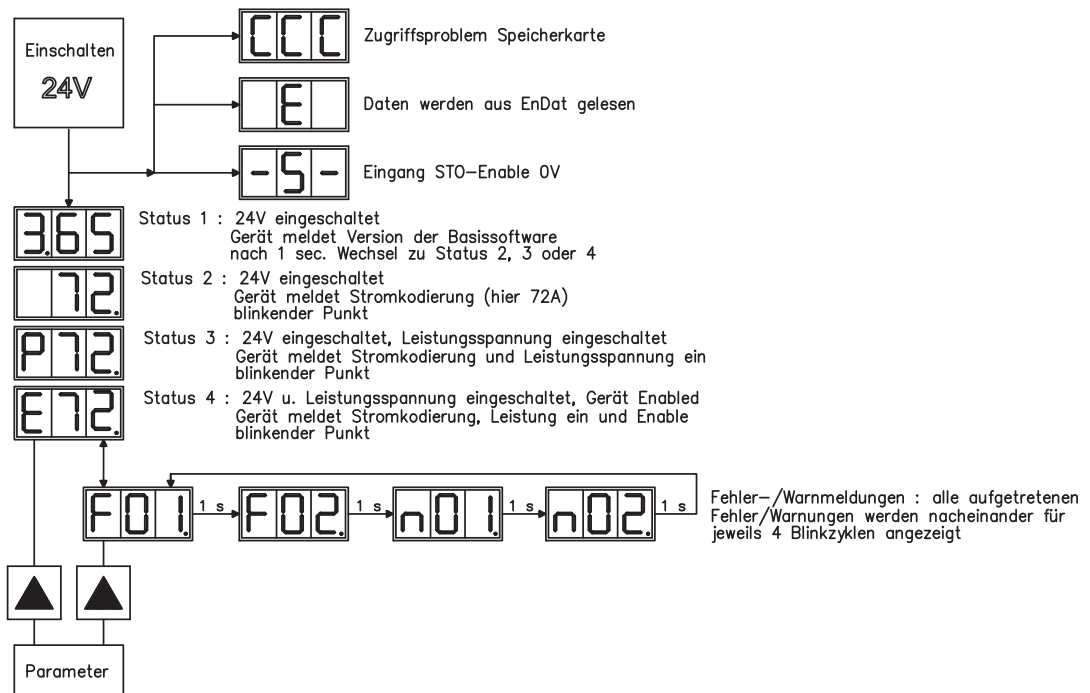 Einschalten
24V
CCC
Zugriffsproblem Speicherkarte
E
Daten werden aus EnDat gelesen
-S-
Eingang STO-Enable 0V
3.65
Status 1 : 24V eingeschaltet
Gerät meldet Version der Basissoftware
nach 1 sec. Wechsel zu Status 2, 3 oder 4
72.
Status 2 : 24V eingeschaltet
Gerät meldet Stromkodierung (hier 72A)
blinkender Punkt
P72.
Status 3 : 24V eingeschaltet, Leistungsspannung eingeschaltet
Gerät meldet Stromkodierung und Leistungsspannung ein
blinkender Punkt
E72.
Status 4 : 24V u. Leistungsspannung eingeschaltet, Gerät Enabled
Gerät meldet Stromkodierung, Leistung ein und Enable
blinkender Punkt
F01. 1 s F02. 1 s n01. 1 s n02. 1 s
Fehler-/Warnmeldungen : alle aufgetretenen
Fehler/Warnungen werden nacheinander für
jeweils 4 Blinkzyklen angezeigt
Parameter